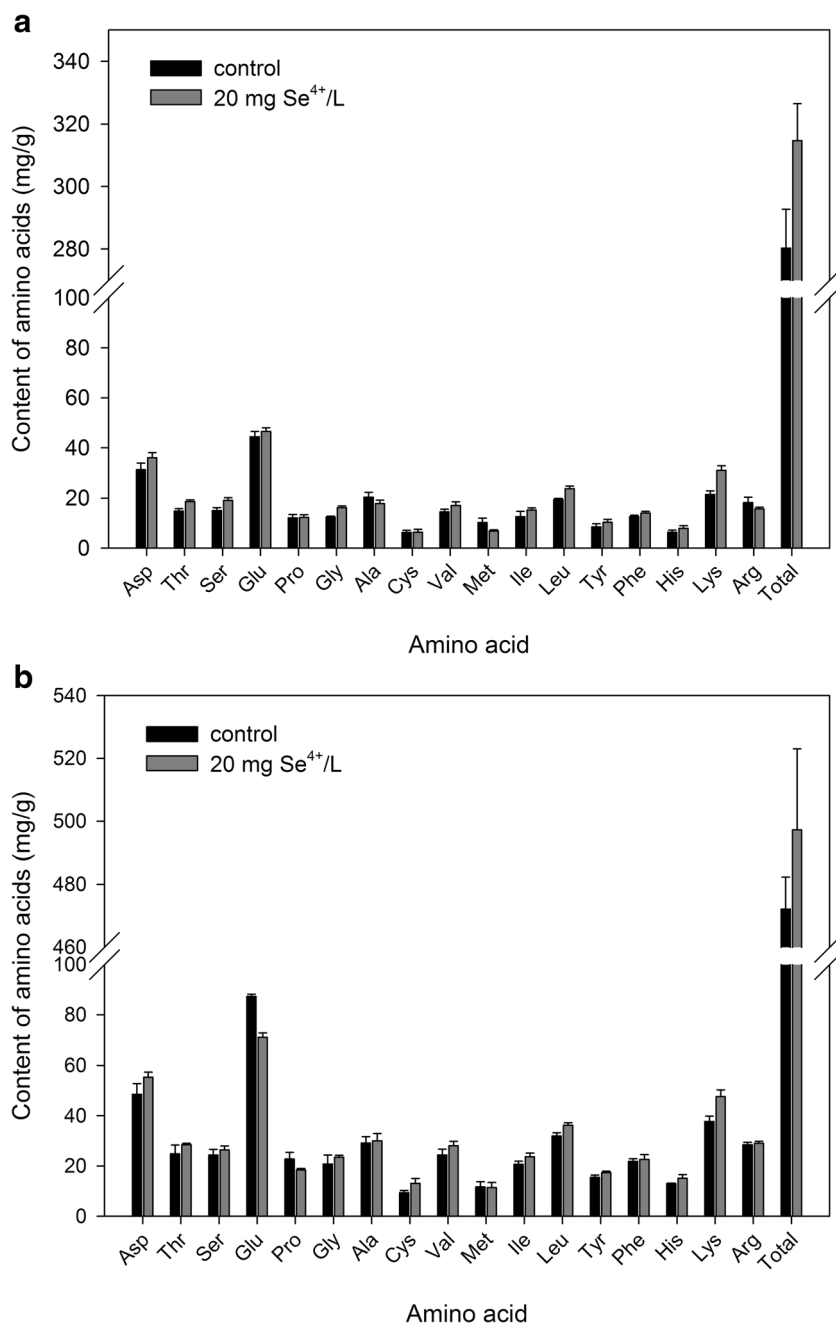 a
control
20 mg Se⁴⁺/L
Content of amino acids (mg/g)
340
320
300
280
100
80
60
40
20
0
Asp Thr Ser Glu Pro Gly Ala Cys Val Met Ile Leu Tyr Phe His Lys Arg Total
Amino acid
b
control
20 mg Se⁴⁺/L
Content of amino acids (mg/g)
540
520
500
480
460
100
80
60
40
20
0
Asp Thr Ser Glu Pro Gly Ala Cys Val Met Ile Leu Tyr Phe His Lys Arg Total
Amino acid